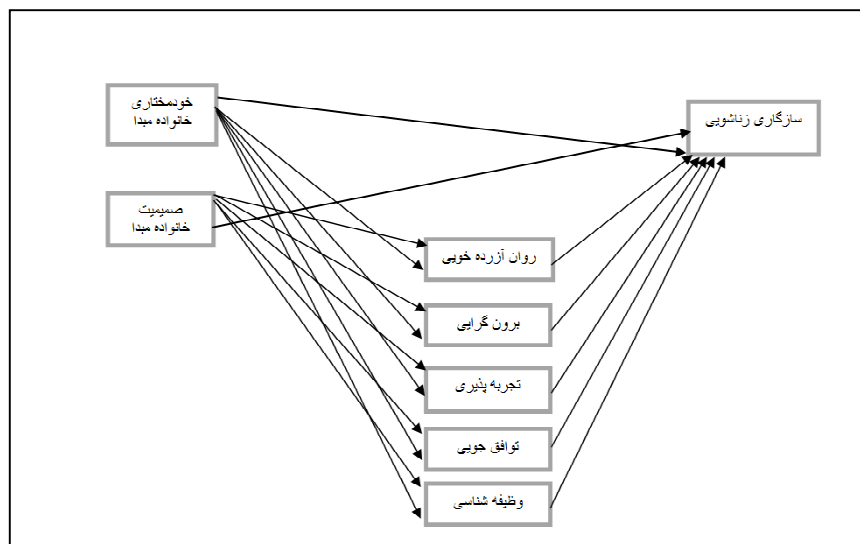 خودمختاری
خانواده مبدا
سازگاری زناشویی
صمیمیت
خانواده مبدا
روان آزرده خویی
برون گرایی
تجربه پذیری
توافق جویی
وظیفه شناسی